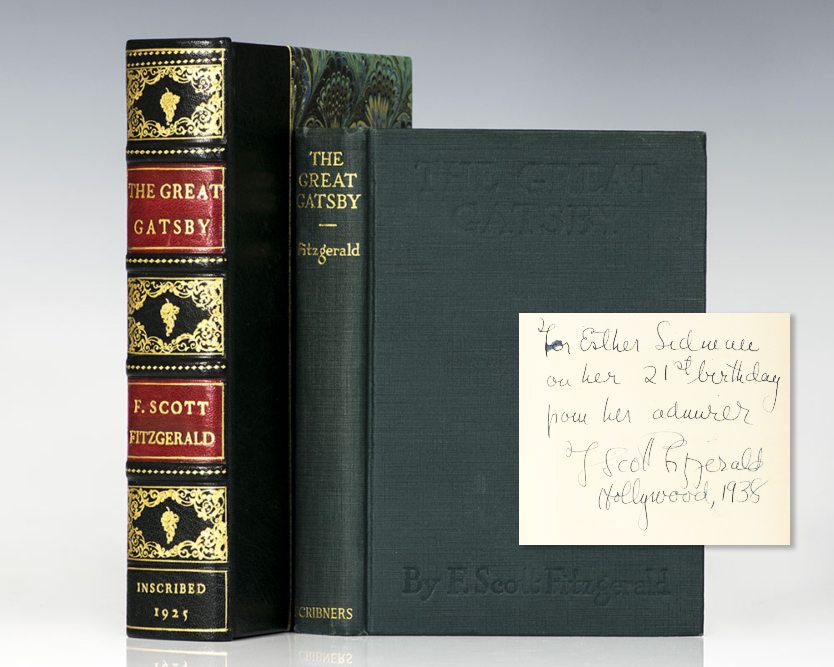 THE GREAT
GATSBY
F. SCOTT
FITZGERALD
INSCRIBED
1925
THE
GREAT
GATSBY
Fitzgerald
SCRIBNERS
THE GREAT
GATSBY
By F. Scott Fitzgerald
For Esther Sidneee
on her 21st birthday
from her admirer
F Scott Fitzgerald
Hollywood, 1938